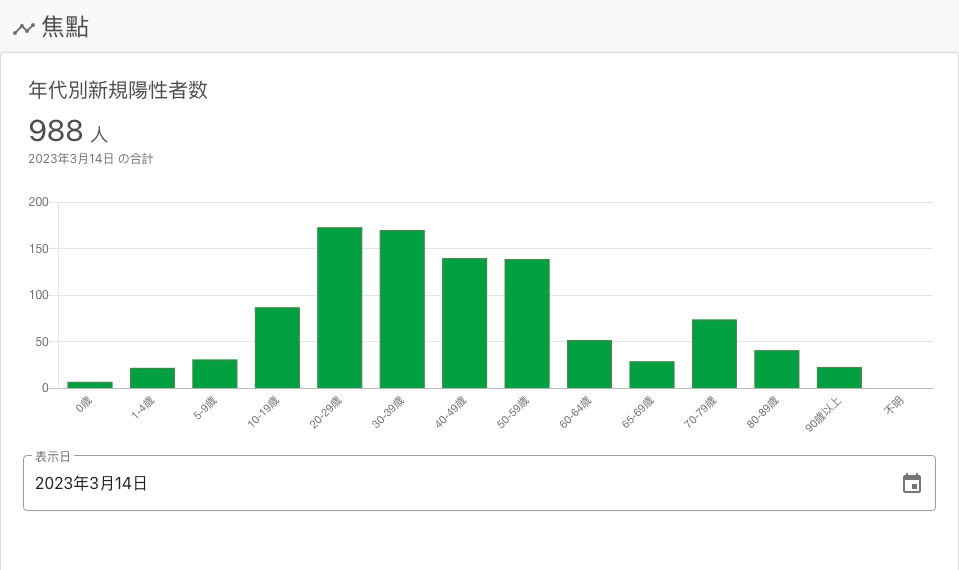 焦點
年代別新規陽性者数
988 人
2023年3月14日 の合計
200
150
100
50
0
0歳 1-4歳 5-9歳 10-19歳 20-29歳 30-39歳 40-49歳 50-59歳 60-64歳 65-69歳 70-79歳 80-89歳 90歳以上 不明
表示日
2023年3月14日